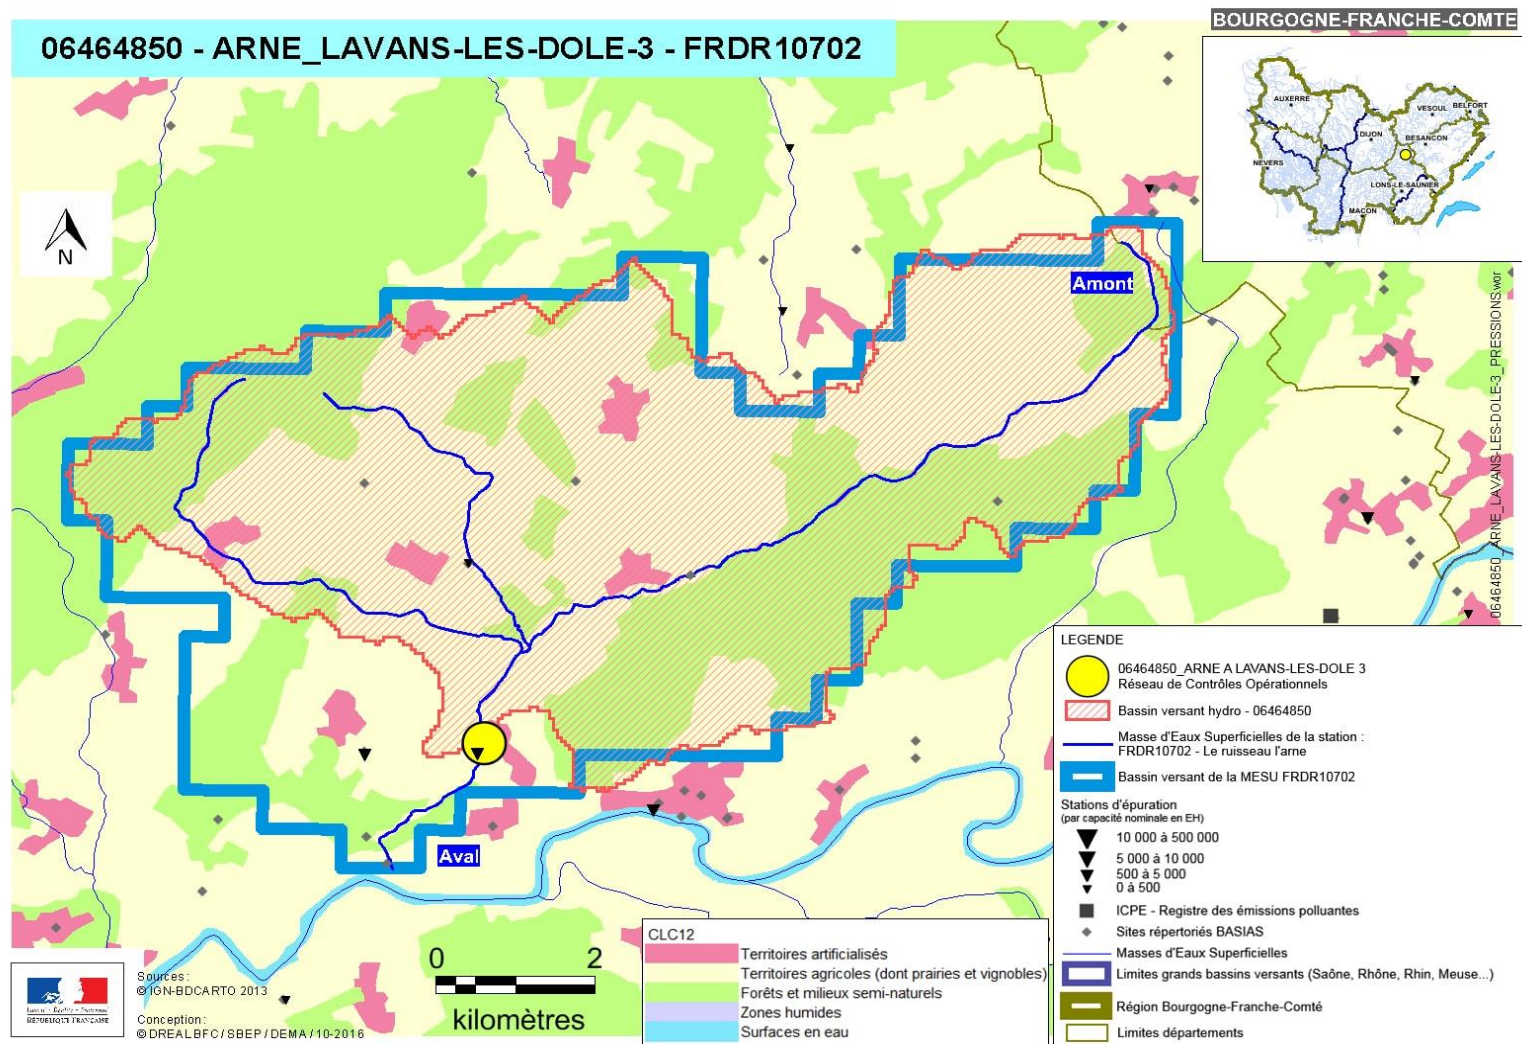 BOURGOGNE-FRANCHE-COMTE
06464850 - ARNE_LAVANS-LES-DOLE-3 - FRDR10702
AUXERRE
VESOUL
BELFORT
DIJON
BESANCON
NEVERS
LONS-LE-SAUNIER
MACON
N
Amont
Aval
06464850_ARNE_LAVANS-LES-DOLE-3_PRESSIONS.wor
LEGENDE
06464850_ARNE A LAVANS-LES-DOLE 3
Réseau de Contrôles Opérationnels
Bassin versant hydro - 06464850
Masse d'Eaux Superficielles de la station :
FRDR10702 - Le ruisseau l'arne
Bassin versant de la MESU FRDR10702
Stations d'épuration
(par capacité nominale en EH)
10 000 à 500 000
5 000 à 10 000
500 à 5 000
0 à 500
ICPE - Registre des émissions polluantes
Sites répertoriés BASIAS
Masses d'Eaux Superficielles
Limites grands bassins versants (Saône, Rhône, Rhin, Meuse...)
Région Bourgogne-Franche-Comté
Limites départements
CLC12
Territoires artificialisés
Territoires agricoles (dont prairies et vignobles)
Forêts et milieux semi-naturels
Zones humides
Surfaces en eau
0 2
kilomètres
Liberté • Égalité • Fraternité
RÉPUBLIQUE FRANÇAISE
Sources :
© IGN-BDCARTO 2013
Conception :
© DREAL BFC / SBEP / DEMA / 10-2016